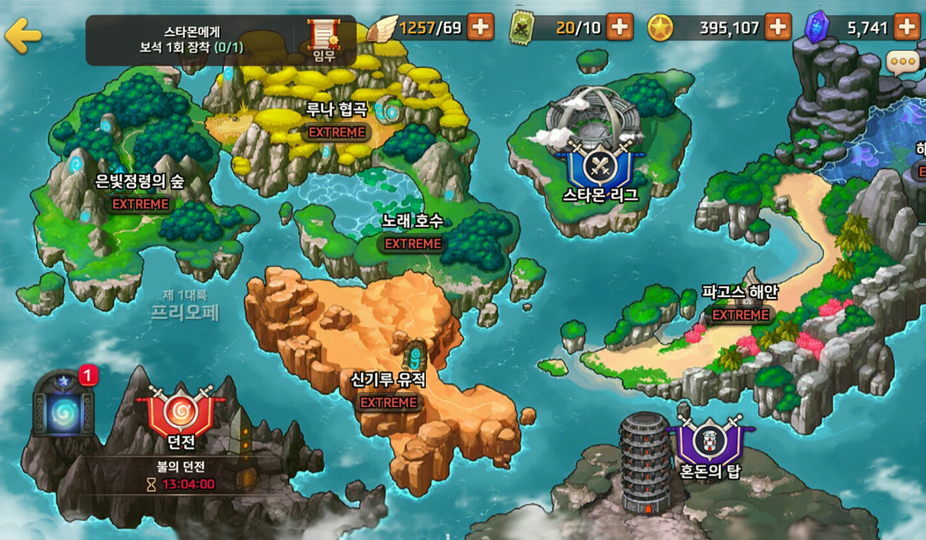 스타몬에게
보석 1회 장착 (0/1)
임무
1257/69
20/10
395,107
5,741
루나 협곡
EXTREME
은빛정령의 숲
EXTREME
스타몬 리그
노래 호수
EXTREME
제 1대륙
프리오페
파고스 해안
EXTREME
신기루 유적
EXTREME
1
던전
불의 던전
13:04:00
혼돈의 탑